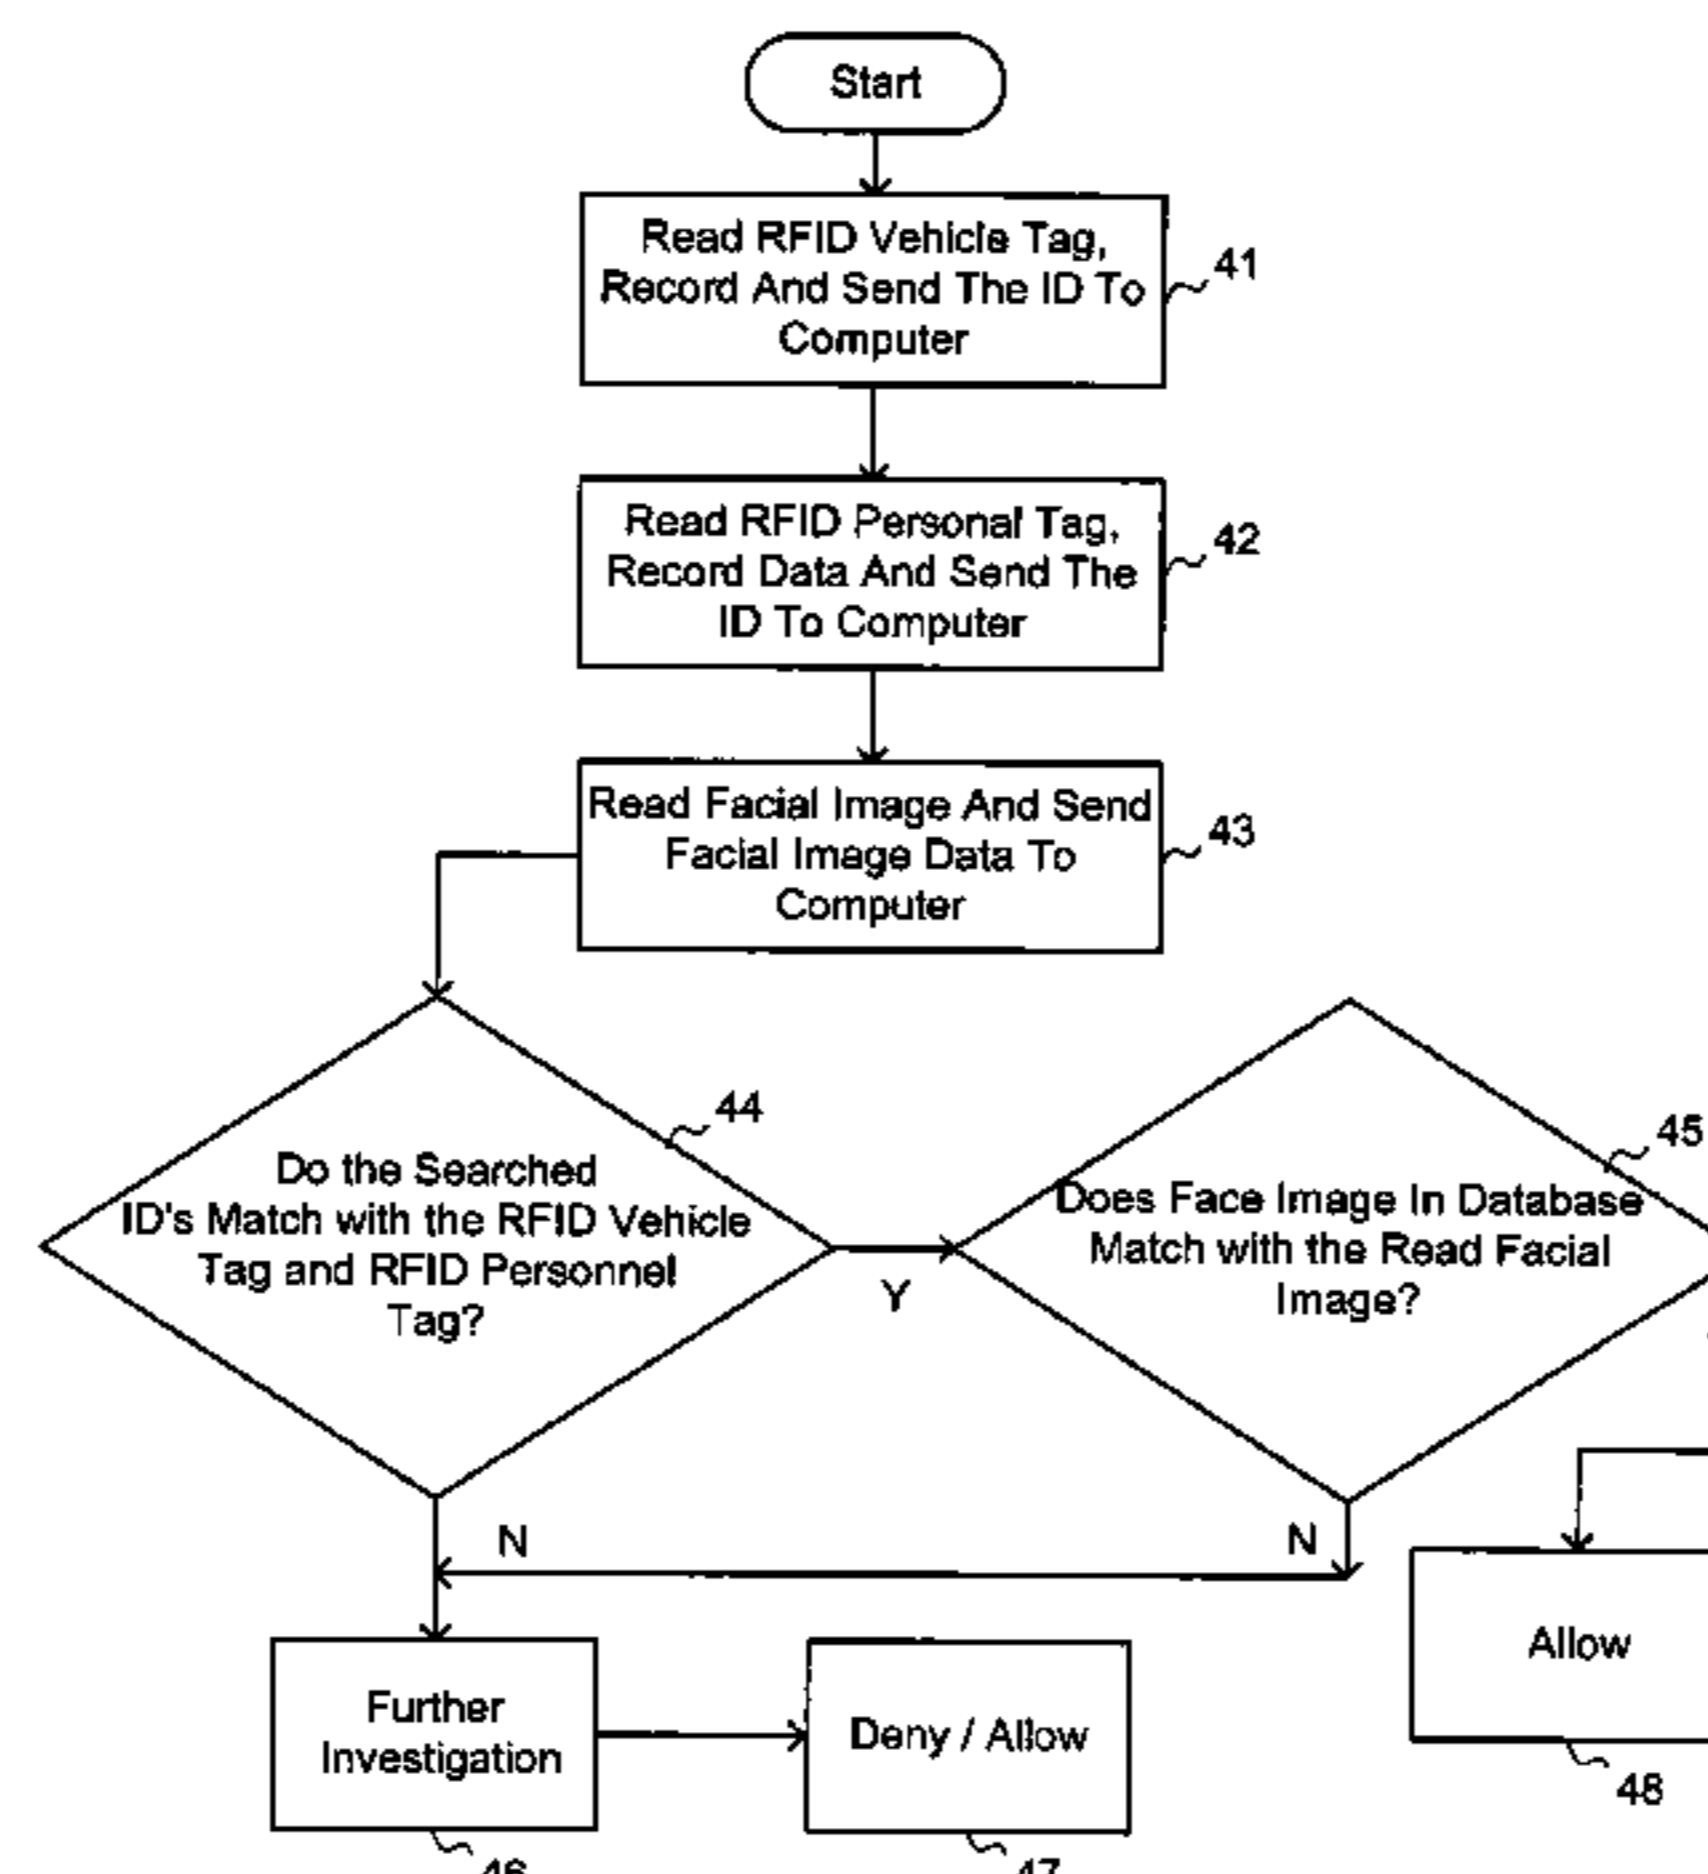 Start
Read RFID Vehicle Tag,
Record And Send The ID To
Computer
41
Read RFID Personal Tag,
Record Data And Send The
ID To Computer
42
Read Facial Image And Send
Facial Image Data To
Computer
43
44
Do the Searched
ID's Match with the RFID Vehicle
Tag and RFID Personnel
Tag?
Y
45
Does Face Image In Database
Match with the Read Facial
Image?
N
N
Further
Investigation
46
Deny / Allow
47
Allow
48